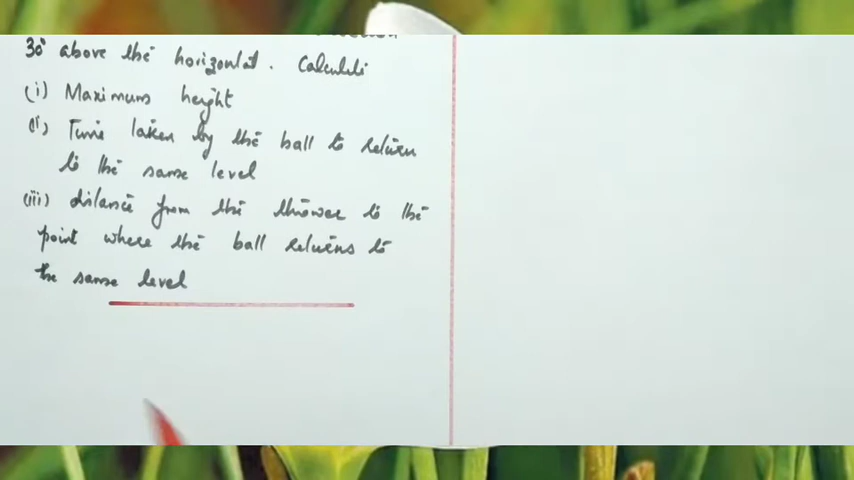 30° above the horizontal. Calculate
(i) Maximum height
(ii) Time taken by the ball to return
to the same level
(iii) distance from the thrower to the
point where the ball returns to
the same level